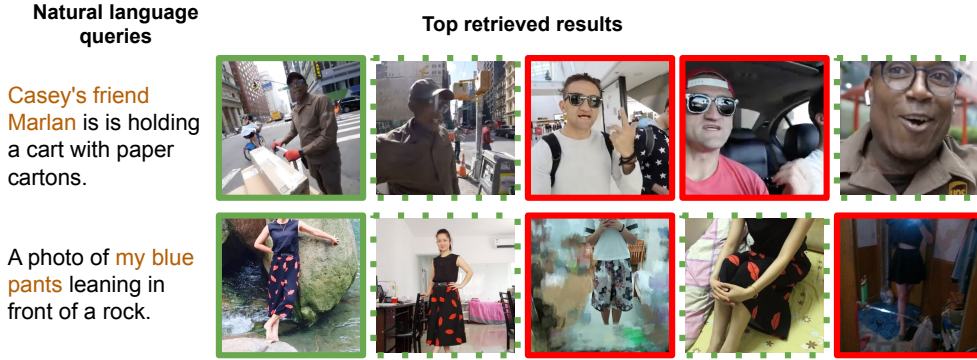 Natural language
queries
Top retrieved results
Casey's friend
Marlan is is holding
a cart with paper
cartons.
A photo of my blue
pants leaning in
front of a rock.
ups